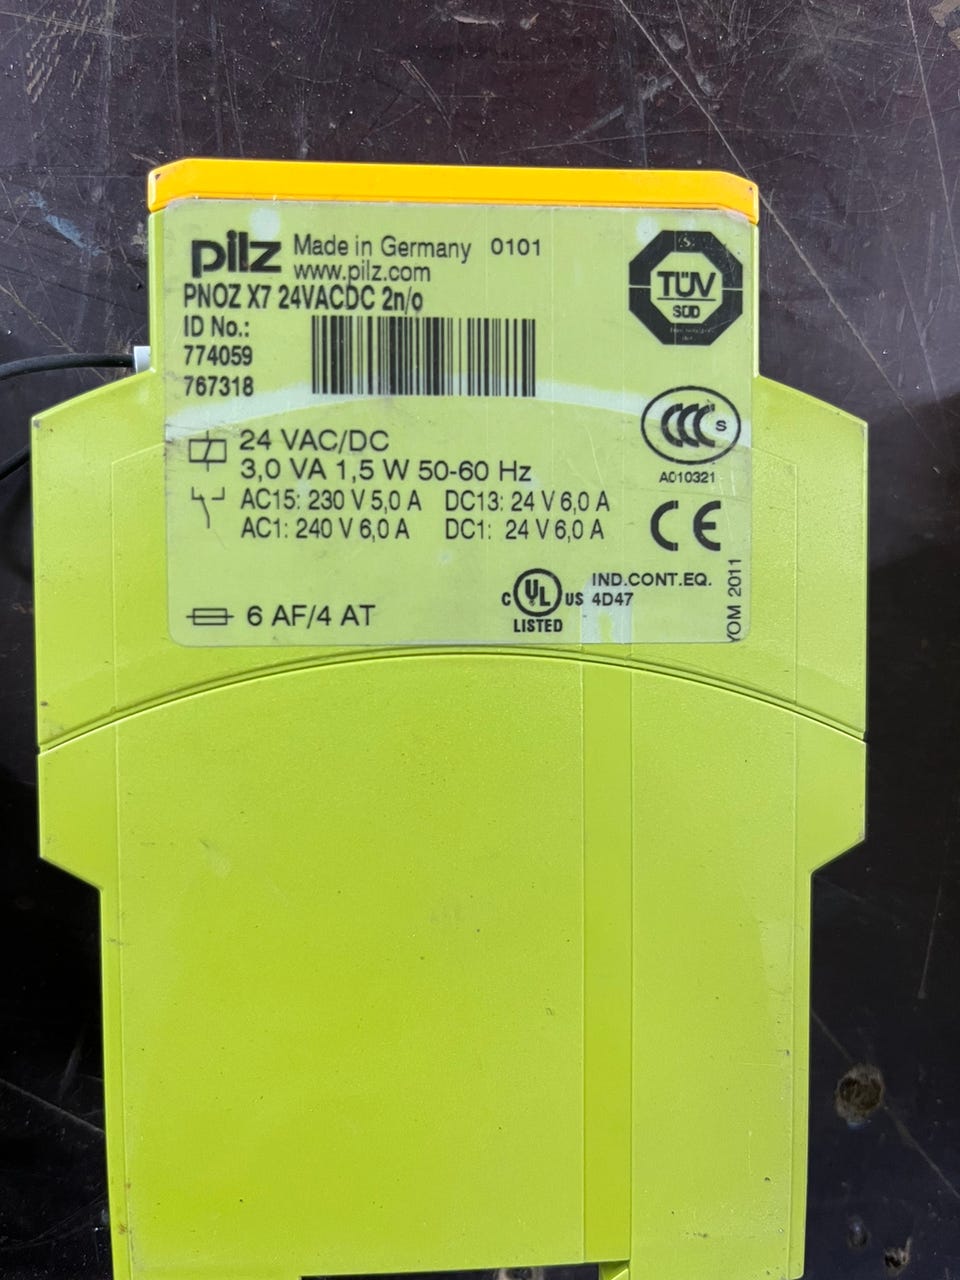 pilz Made in Germany 0101
www.pilz.com
PNOZ X7 24VACDC 2n/o
ID No.:
774059
767318
TÜV
SÜD
CCC S
A010321
24 VAC/DC
3,0 VA 1,5 W 50-60 Hz
AC15: 230 V 5,0 A DC13: 24 V 6,0 A
AC1: 240 V 6,0 A DC1: 24 V 6,0 A
CE
YOM 2011
C UL US IND.CONT.EQ.
4D47
LISTED
6 AF/4 AT